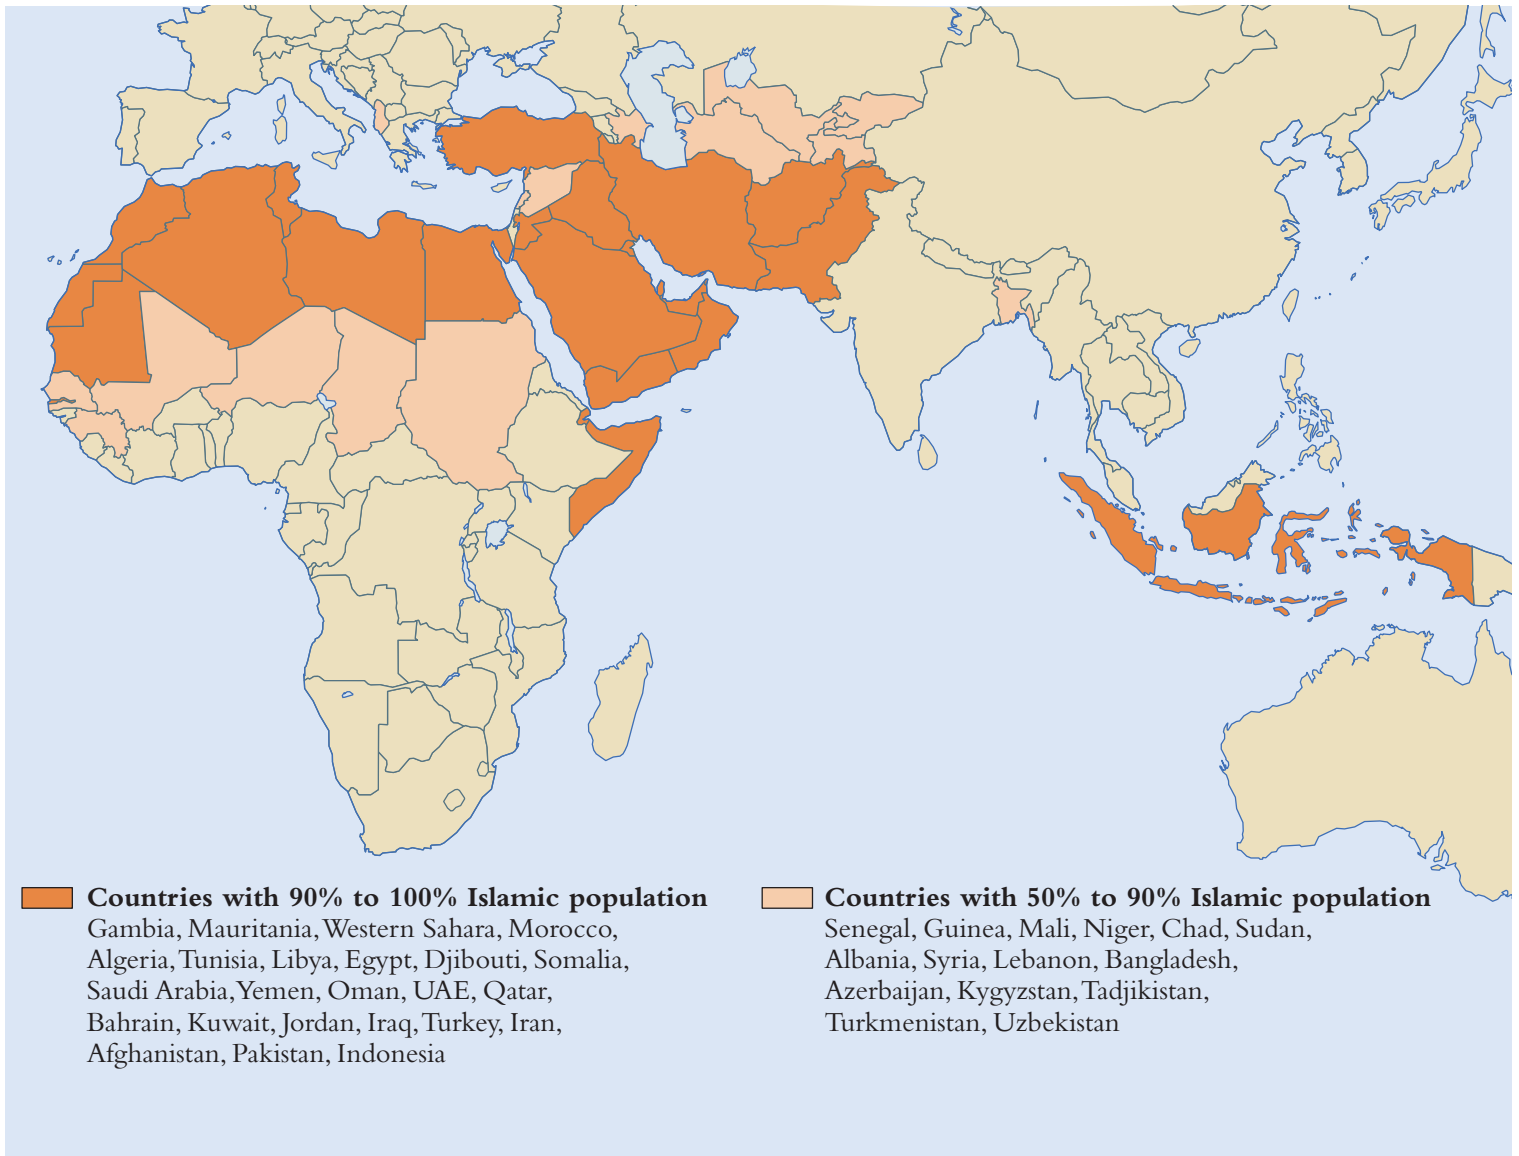 Countries with 90% to 100% Islamic population
Gambia, Mauritania, Western Sahara, Morocco,
Algeria, Tunisia, Libya, Egypt, Djibouti, Somalia,
Saudi Arabia, Yemen, Oman, UAE, Qatar,
Bahrain, Kuwait, Jordan, Iraq, Turkey, Iran,
Afghanistan, Pakistan, Indonesia
Countries with 50% to 90% Islamic population
Senegal, Guinea, Mali, Niger, Chad, Sudan,
Albania, Syria, Lebanon, Bangladesh,
Azerbaijan, Kygyzstan, Tadjikistan,
Turkmenistan, Uzbekistan